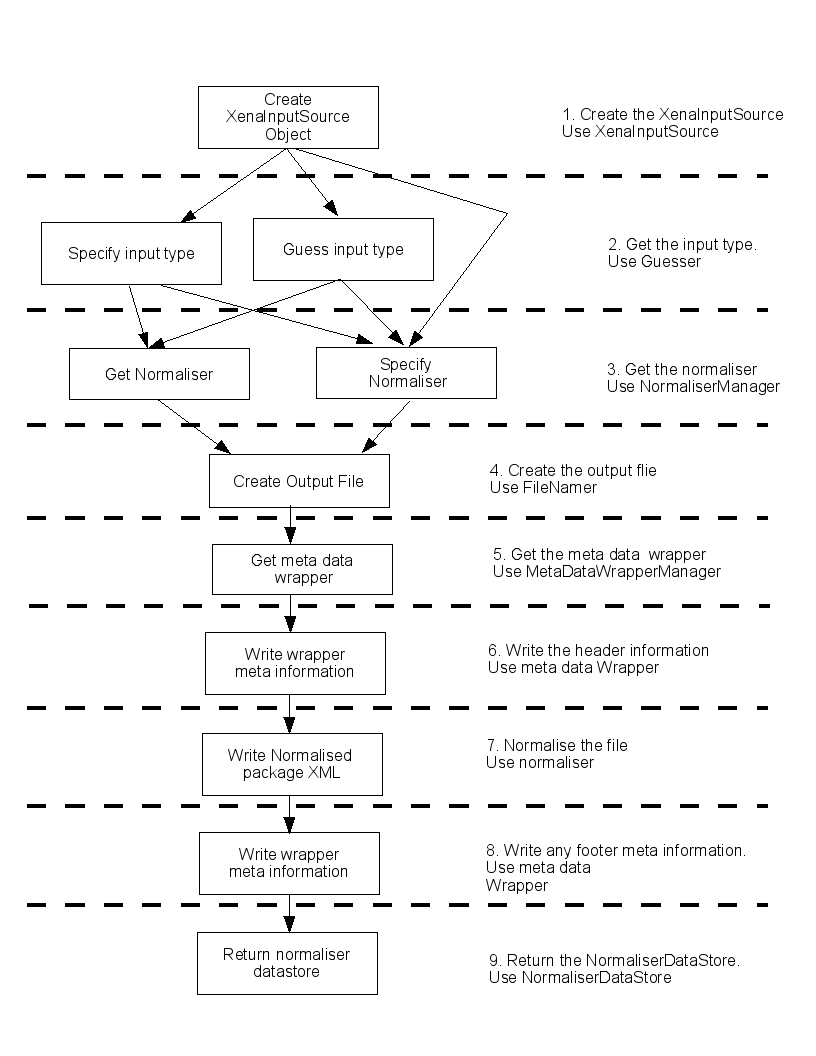 Create
XenaInputSource
Object
1. Create the XenaInputSource
Use XenaInputSource
Specify input type
Guess input type
2. Get the input type.
Use Guesser
Get Normaliser
Specify
Normaliser
3. Get the normaliser
Use NormaliserManager
Create Output File
4. Create the output flie
Use FileNamer
Get meta data
wrapper
5. Get the meta data wrapper
Use MetaDataWrapperManager
Write wrapper
meta information
6. Write the header information
Use meta data Wrapper
Write Normalised
package XML
7. Normalise the file
Use normaliser
Write wrapper
meta information
8. Write any footer meta information.
Use meta data
Wrapper
Return normaliser
datastore
9. Return the NormaliserDataStore.
Use NormaliserDataStore